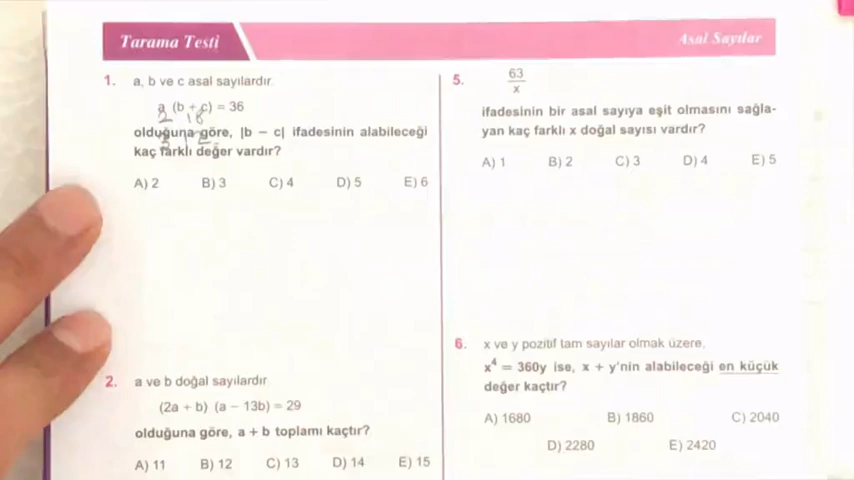 Tarama Testi
Asal Sayılar
1. a, b ve c asal sayılardır.
a (b + c) = 36
2 18
olduğuna göre, |b − c| ifadesinin alabileceği
3 12
kaç farklı değer vardır?
A) 2 B) 3 C) 4 D) 5 E) 6
2. a ve b doğal sayılardır
(2a + b) (a − 13b) = 29
olduğuna göre, a + b toplamı kaçtır?
A) 11 B) 12 C) 13 D) 14 E) 15
5. 63
x
ifadesinin bir asal sayıya eşit olmasını sağla-
yan kaç farklı x doğal sayısı vardır?
A) 1 B) 2 C) 3 D) 4 E) 5
6. x ve y pozitif tam sayılar olmak üzere,
x⁴ = 360y ise, x + y'nin alabileceği en küçük
değer kaçtır?
A) 1680 B) 1860 C) 2040
D) 2280 E) 2420